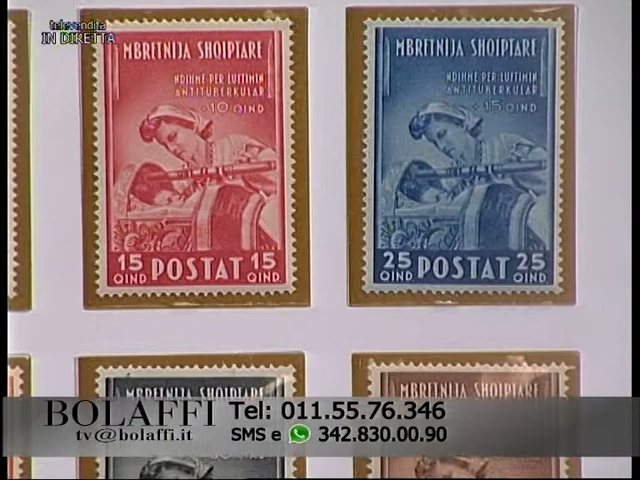 televendita
IN DIRETTA
MBRETNIJA SHQIPTARE
NDIHME PER LUFTIMIN
ANTITUBERKULAR
+10 QIND
15 QIND POSTAT 15 QIND
MBRETNIJA SHQIPTARE
NDIHME PER LUFTIMIN
ANTITUBERKULAR
+15 QIND
25 QIND POSTAT 25 QIND
MBRETNIJA SHQIPTARE
MBRETNIJA SHQIPTARE
BOLAFFI
tv@bolaffi.it
Tel: 011.55.76.346
SMS e 342.830.00.90